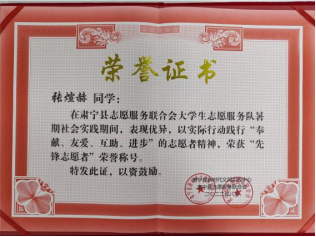 荣誉证书
张煊赫 同学：
在肃宁县志愿服务联合会大学生志愿服务队暑
期社会实践期间，表现优异，以实际行动践行“奉
献、友爱、互助、进步”的志愿者精神，荣获“先
锋志愿者”荣誉称号。
特发此证，以资鼓励。